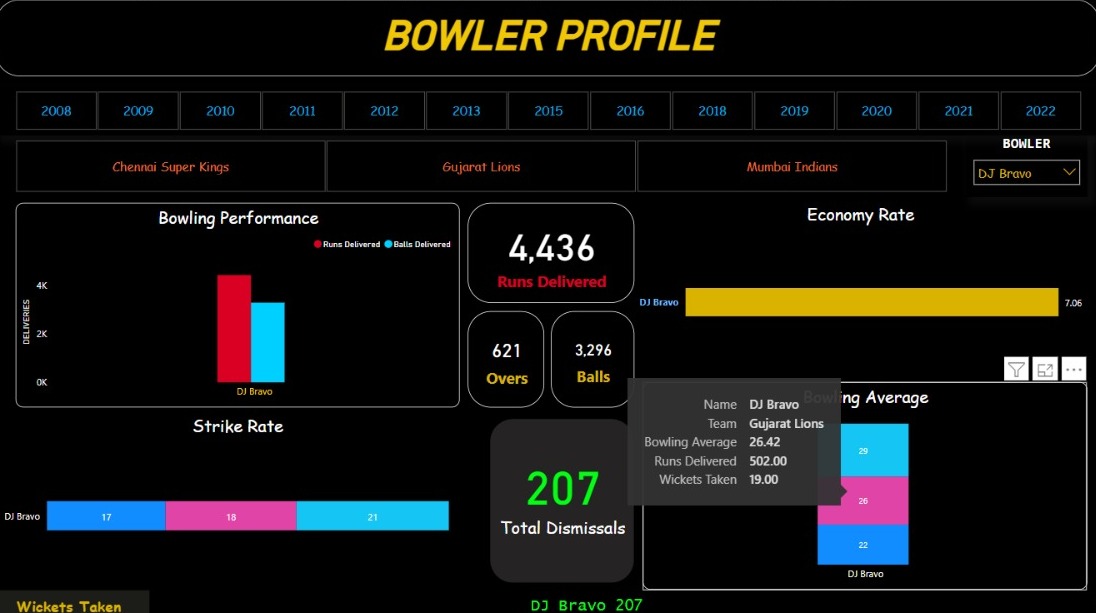 BOWLER PROFILE
2008 2009 2010 2011 2012 2013 2015 2016 2018 2019 2020 2021 2022
BOWLER
Chennai Super Kings Gujarat Lions Mumbai Indians
DJ Bravo
Bowling Performance
Runs Delivered Balls Delivered
4K
2K
0K
DELIVERIES
DJ Bravo
4,436
Runs Delivered
621
Overs
3,296
Balls
Economy Rate
DJ Bravo 7.06
Strike Rate
DJ Bravo 17 18 21
207
Total Dismissals
Bowling Average
Name DJ Bravo
Team Gujarat Lions
Bowling Average 26.42
Runs Delivered 502.00
Wickets Taken 19.00
29
26
22
DJ Bravo
Wickets Taken
DJ Bravo 207